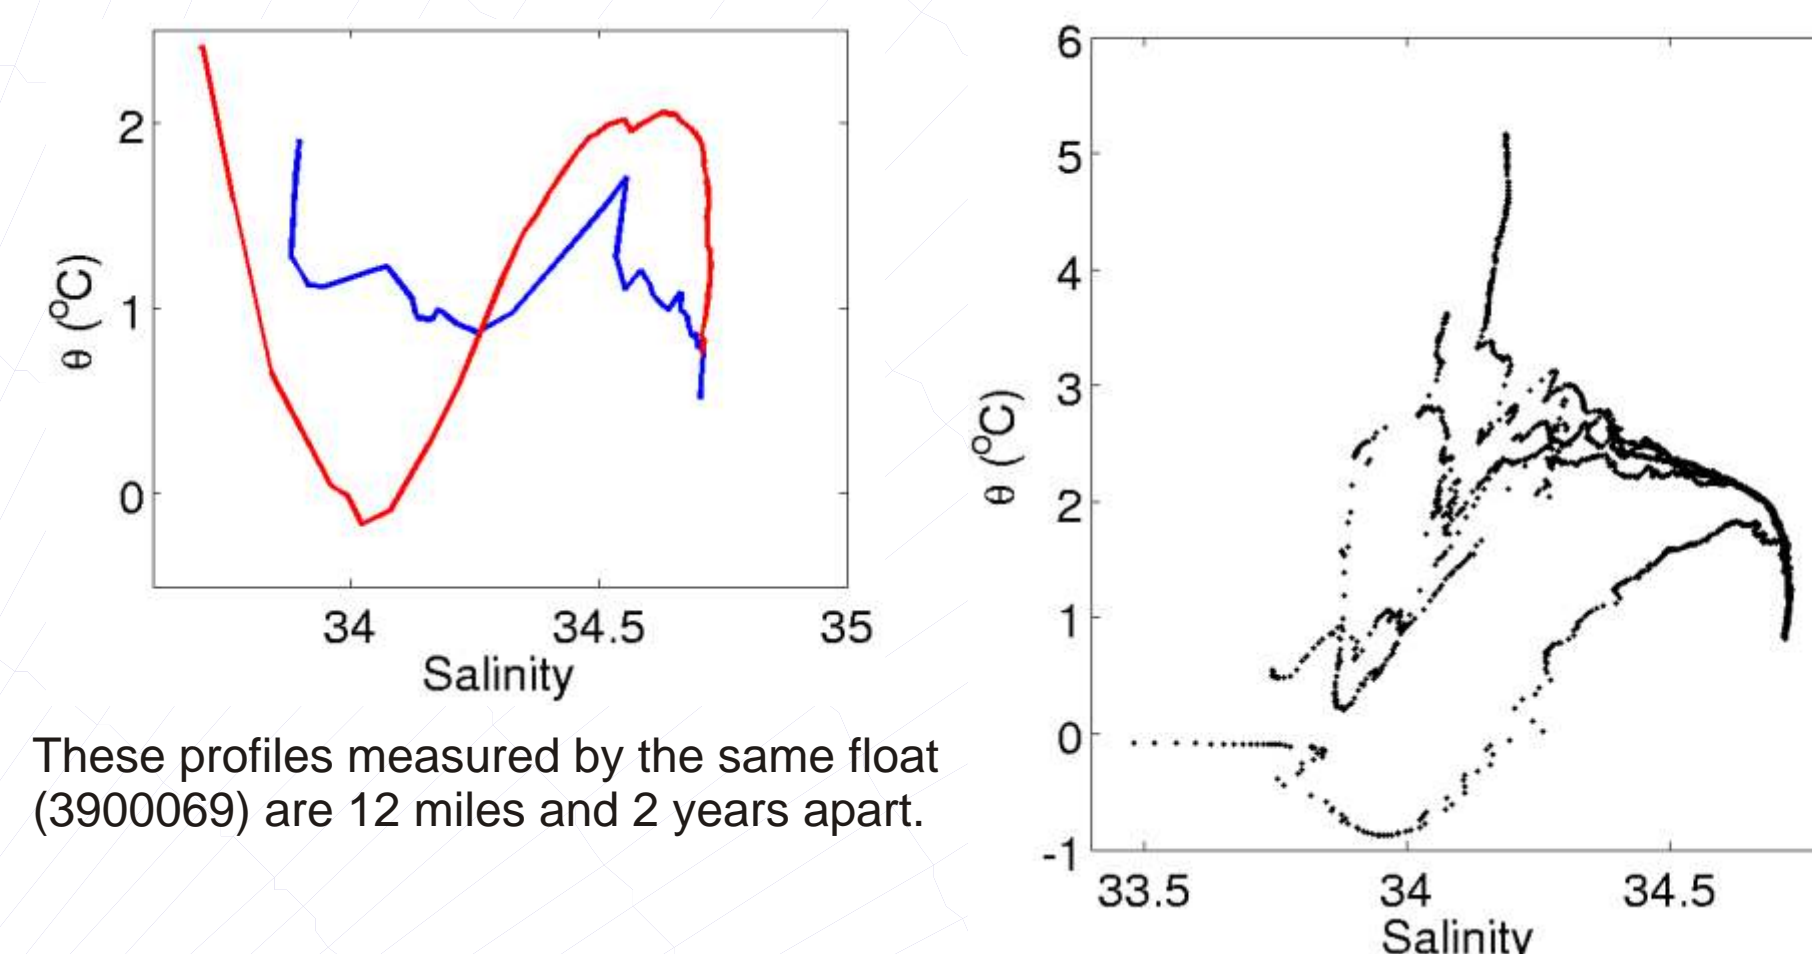 2
1
0
θ (°C)
34 34.5 35
Salinity
These profiles measured by the same float
(3900069) are 12 miles and 2 years apart.
6
5
4
3
2
1
0
-1
θ (°C)
33.5 34 34.5
Salinity